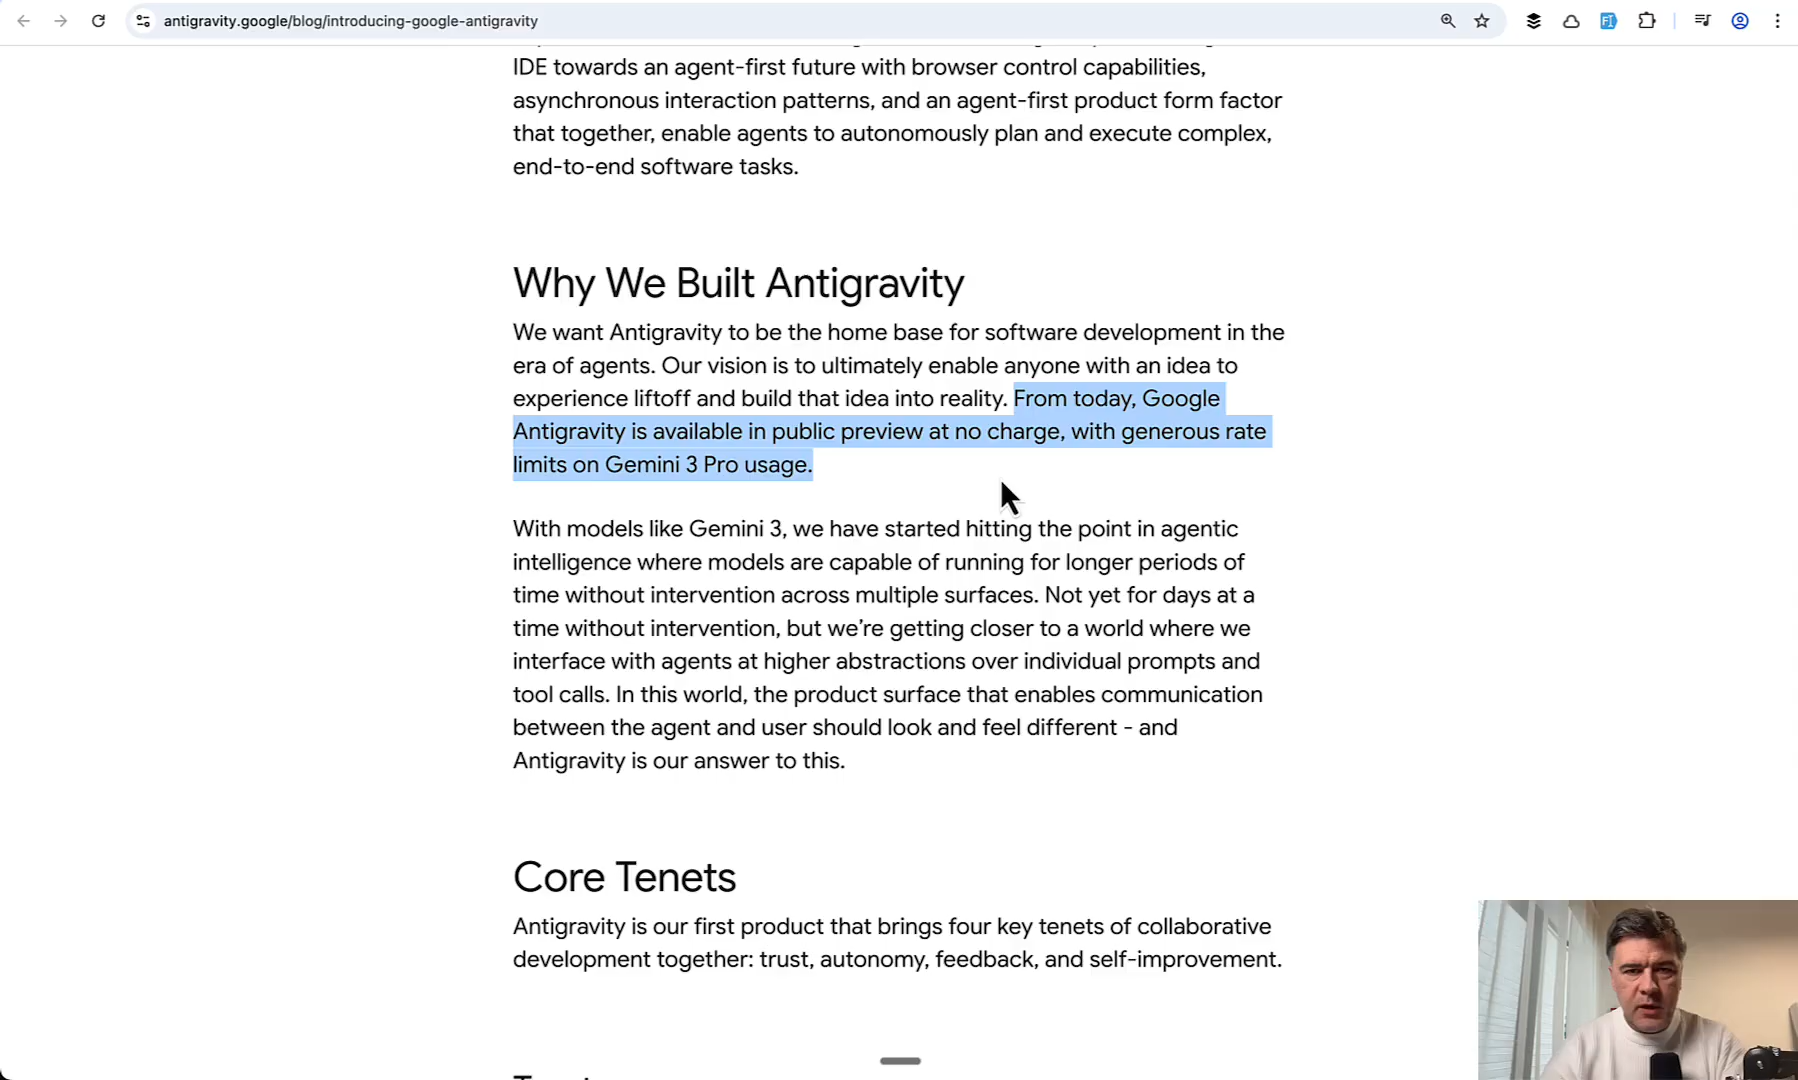 antigravity.google/blog/introducing-google-antigravity
IDE towards an agent-first future with browser control capabilities,
asynchronous interaction patterns, and an agent-first product form factor
that together, enable agents to autonomously plan and execute complex,
end-to-end software tasks.
Why We Built Antigravity
We want Antigravity to be the home base for software development in the
era of agents. Our vision is to ultimately enable anyone with an idea to
experience liftoff and build that idea into reality. From today, Google
Antigravity is available in public preview at no charge, with generous rate
limits on Gemini 3 Pro usage.
With models like Gemini 3, we have started hitting the point in agentic
intelligence where models are capable of running for longer periods of
time without intervention across multiple surfaces. Not yet for days at a
time without intervention, but we’re getting closer to a world where we
interface with agents at higher abstractions over individual prompts and
tool calls. In this world, the product surface that enables communication
between the agent and user should look and feel different - and
Antigravity is our answer to this.
Core Tenets
Antigravity is our first product that brings four key tenets of collaborative
development together: trust, autonomy, feedback, and self-improvement.